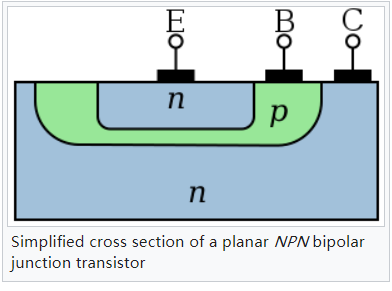 E B C
n
p
n
Simplified cross section of a planar NPN bipolar
junction transistor